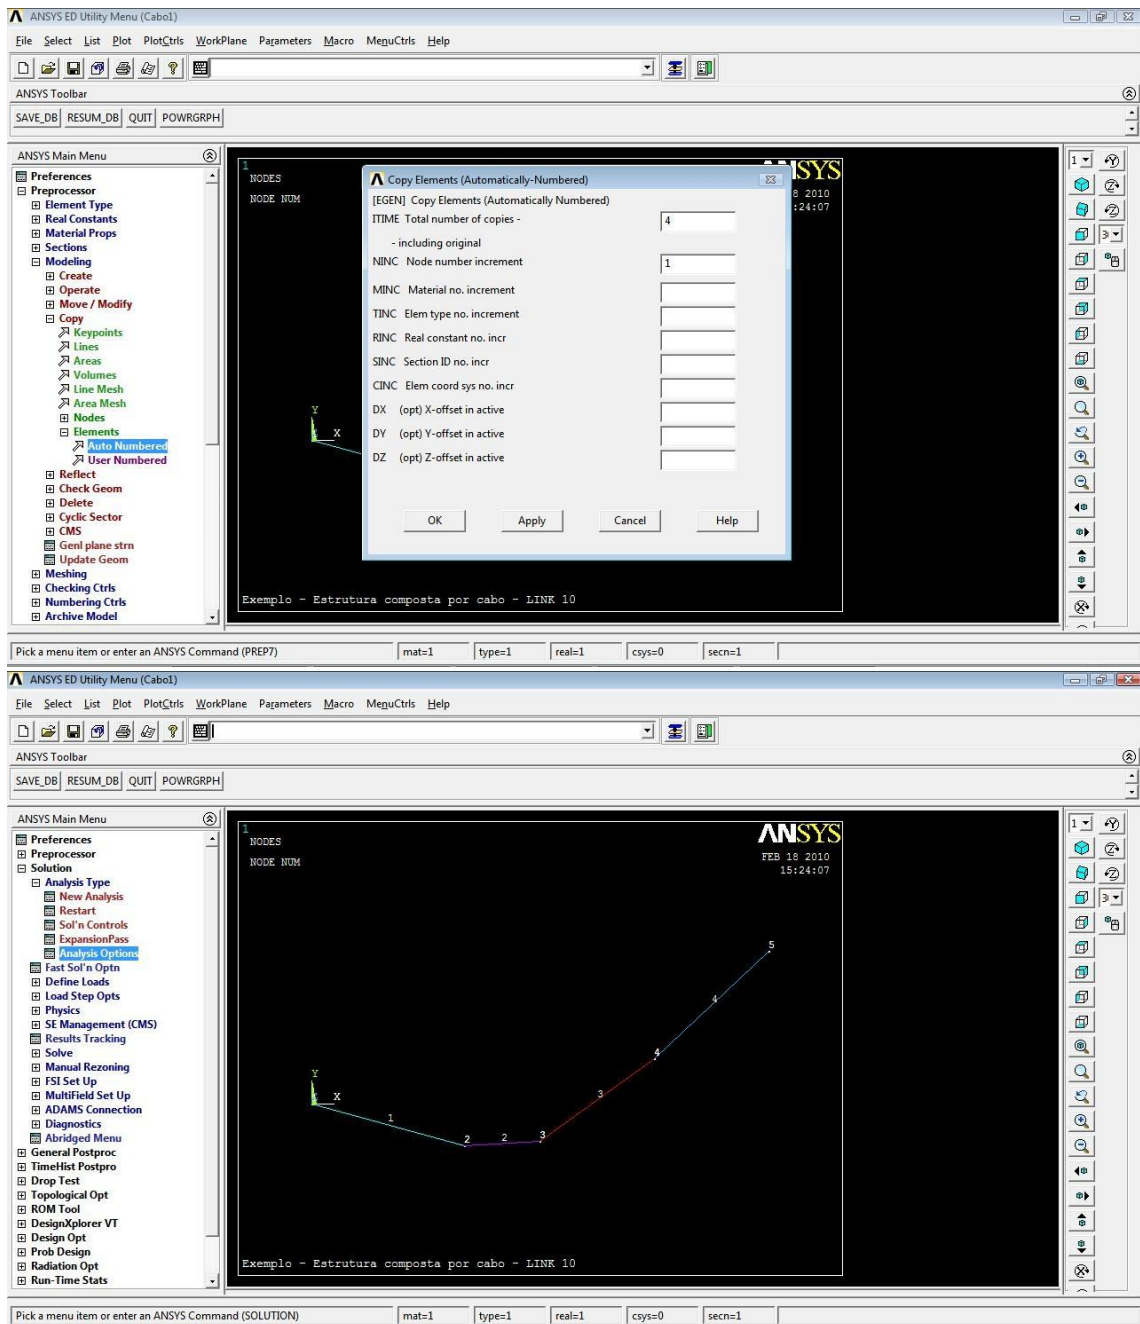 ANSYS ED Utility Menu (Cabo1)
File Select List Plot PlotCtrls WorkPlane Parameters Macro MenuCtrls Help
ANSYS Toolbar
SAVE_DB RESUM_DB QUIT POWRGRPH
ANSYS Main Menu
Preferences
Preprocessor
Element Type
Real Constants
Material Props
Sections
Modeling
Create
Operate
Move / Modify
Copy
Keypoints
Lines
Areas
Volumes
Line Mesh
Area Mesh
Nodes
Elements
Auto Numbered
User Numbered
Reflect
Check Geom
Delete
Cyclic Sector
CMS
Genl plane strn
Update Geom
Meshing
Checking Ctrls
Numbering Ctrls
Archive Model
1
NODES
NODE NUM
8 2010
:24:07
Y
X
Copy Elements (Automatically-Numbered)
[EGEN] Copy Elements (Automatically Numbered)
ITIME Total number of copies - 4
- including original
NINC Node number increment 1
MINC Material no. increment
TINC Elem type no. increment
RINC Real constant no. incr
SINC Section ID no. incr
CINC Elem coord sys no. incr
DX (opt) X-offset in active
DY (opt) Y-offset in active
DZ (opt) Z-offset in active
OK Apply Cancel Help
Exemplo - Estrutura composta por cabo - LINK 10
1
Pick a menu item or enter an ANSYS Command (PREP7) mat=1 type=1 real=1 csys=0 secn=1
ANSYS ED Utility Menu (Cabo1)
File Select List Plot PlotCtrls WorkPlane Parameters Macro MenuCtrls Help
ANSYS Toolbar
SAVE_DB RESUM_DB QUIT POWRGRPH
ANSYS Main Menu
Preferences
Preprocessor
Solution
Analysis Type
New Analysis
Restart
Sol'n Controls
ExpansionPass
Analysis Options
Fast Sol'n Optn
Define Loads
Load Step Opts
Physics
SE Management (CMS)
Results Tracking
Solve
Manual Rezoning
FSI Set Up
MultiField Set Up
ADAMS Connection
Diagnostics
Abridged Menu
General Postproc
TimeHist Postpro
Drop Test
Topological Opt
ROM Tool
DesignXplorer VT
Design Opt
Prob Design
Radiation Opt
Run-Time Stats
1
NODES
NODE NUM
ANSYS
FEB 18 2010
15:24:07
5
4
4
3
Y
X
1
2
2
3
Exemplo - Estrutura composta por cabo - LINK 10
1
Pick a menu item or enter an ANSYS Command (SOLUTION) mat=1 type=1 real=1 csys=0 secn=1